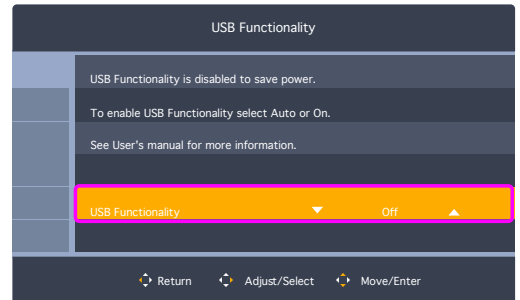 USB Functionality
USB Functionality is disabled to save power.
To enable USB Functionality select Auto or On.
See User's manual for more information.
USB Functionality Off
Return Adjust/Select Move/Enter